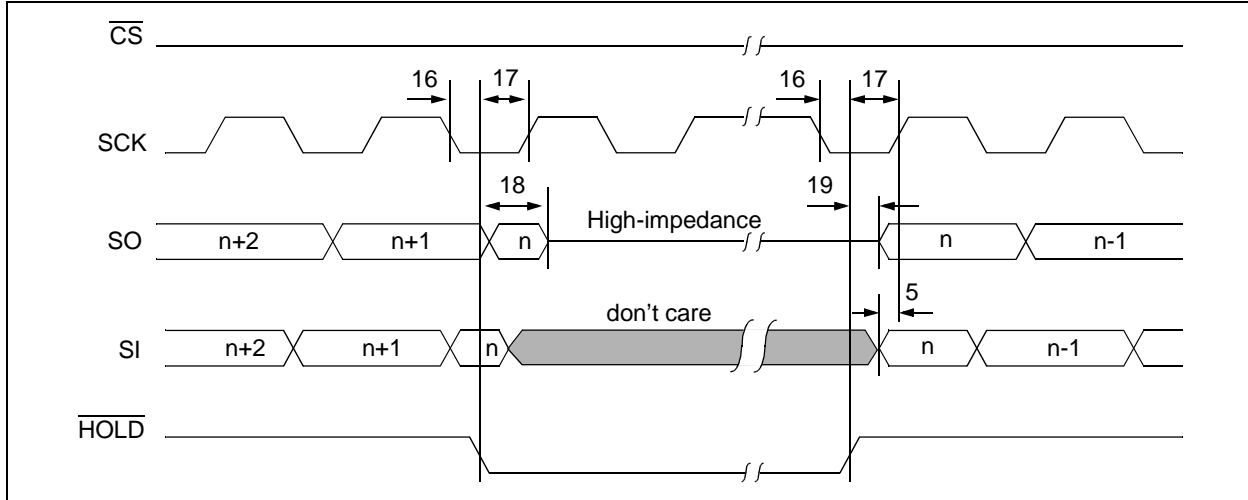 CS
16 17 16 17
SCK
18 19
High-impedance
SO n+2 n+1 n n n-1
5
don't care
SI n+2 n+1 n n n-1
HOLD